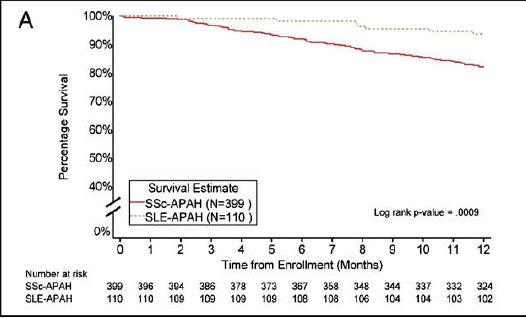 A
100%
90%
80%
70%
60%
50%
40%
0%
Percentage Survival
Survival Estimate
SSc-APAH (N=399 )
SLE-APAH (N=110 )
Log rank p-value = .0009
0 1 2 3 4 5 6 7 8 9 10 11 12
Time from Enrollment (Months)
Number at risk
SSc-APAH 399 396 394 386 378 373 367 358 348 344 337 332 324
SLE-APAH 110 110 109 109 109 109 108 108 106 104 104 103 102